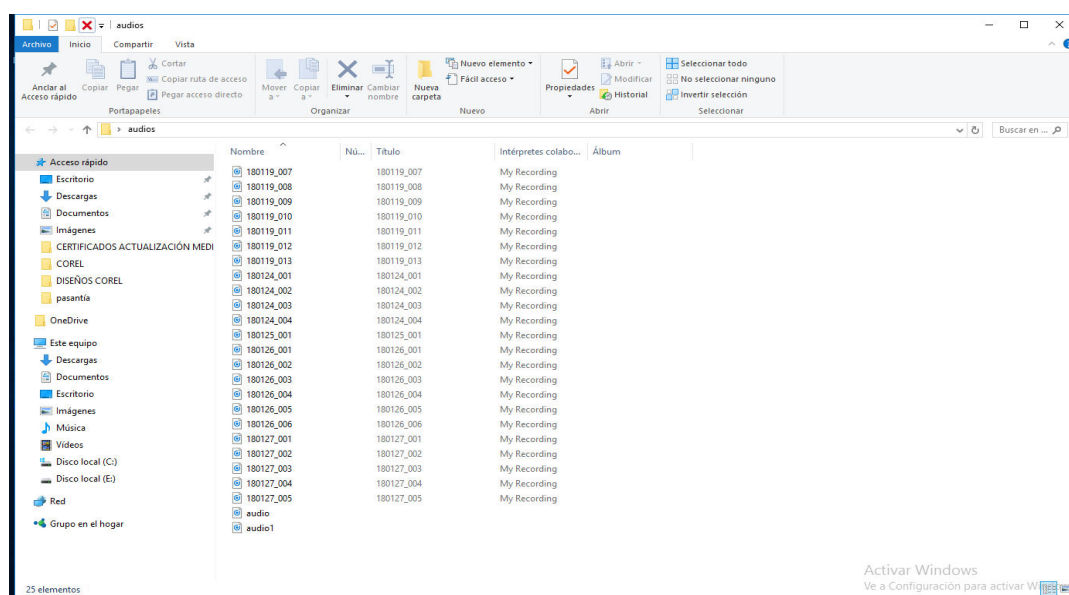 audios
Archivo Inicio Compartir Vista
Anclar al Acceso rápido
Copiar
Pegar
Cortar
Copiar ruta de acceso
Pegar acceso directo
Mover a
Copiar a
Eliminar
Cambiar nombre
Nueva carpeta
Nuevo elemento
Fácil acceso
Propiedades
Abrir
Modificar
Historial
Seleccionar todo
No seleccionar ninguno
Invertir selección
Portapapeles Organizar Nuevo Abrir Seleccionar
audios Buscar en ...
Nombre Nú... Título Intérpretes colabo... Álbum
Acceso rápido
Escritorio
Descargas
Documentos
Imágenes
CERTIFICADOS ACTUALIZACIÓN MEDI
COREL
DISEÑOS COREL
pasantía
OneDrive
Este equipo
Descargas
Documentos
Escritorio
Imágenes
Música
Vídeos
Disco local (C:)
Disco local (E:)
Red
Grupo en el hogar
180119_007 180119_007 My Recording
180119_008 180119_008 My Recording
180119_009 180119_009 My Recording
180119_010 180119_010 My Recording
180119_011 180119_011 My Recording
180119_012 180119_012 My Recording
180119_013 180119_013 My Recording
180124_001 180124_001 My Recording
180124_002 180124_002 My Recording
180124_003 180124_003 My Recording
180124_004 180124_004 My Recording
180125_001 180125_001 My Recording
180126_001 180126_001 My Recording
180126_002 180126_002 My Recording
180126_003 180126_003 My Recording
180126_004 180126_004 My Recording
180126_005 180126_005 My Recording
180126_006 180126_006 My Recording
180127_001 180127_001 My Recording
180127_002 180127_002 My Recording
180127_003 180127_003 My Recording
180127_004 180127_004 My Recording
180127_005 180127_005 My Recording
audio
audio1
Activar Windows
Ve a Configuración para activar
25 elementos